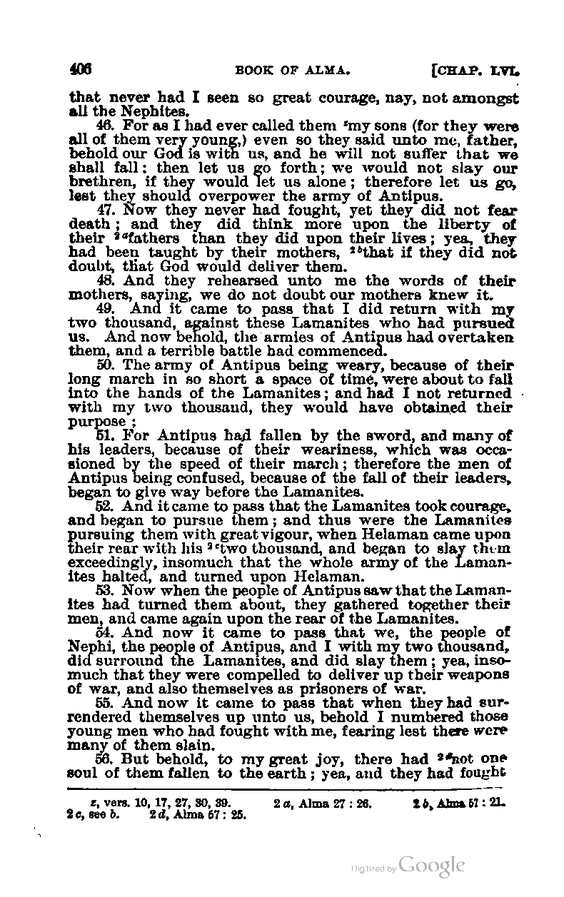 406 BOOK OF ALMA. [CHAP. LVI.
that never had I seen so great courage, nay, not amongst
all the Nephites.
46. For as I had ever called them ᶻmy sons (for they were
all of them very young,) even so they said unto me, father,
behold our God is with us, and he will not suffer that we
shall fall: then let us go forth; we would not slay our
brethren, if they would let us alone; therefore let us go,
lest they should overpower the army of Antipus.
47. Now they never had fought, yet they did not fear
death; and they did think more upon the liberty of
their ²ᵃfathers than they did upon their lives; yea, they
had been taught by their mothers, ²ᵇthat if they did not
doubt, that God would deliver them.
48. And they rehearsed unto me the words of their
mothers, saying, we do not doubt our mothers knew it.
49. And it came to pass that I did return with my
two thousand, against these Lamanites who had pursued
us. And now behold, the armies of Antipus had overtaken
them, and a terrible battle had commenced.
50. The army of Antipus being weary, because of their
long march in so short a space of time, were about to fall
into the hands of the Lamanites; and had I not returned
with my two thousand, they would have obtained their
purpose;
51. For Antipus had fallen by the sword, and many of
his leaders, because of their weariness, which was occa-
sioned by the speed of their march; therefore the men of
Antipus being confused, because of the fall of their leaders,
began to give way before the Lamanites.
52. And it came to pass that the Lamanites took courage,
and began to pursue them; and thus were the Lamanites
pursuing them with great vigour, when Helaman came upon
their rear with his ²ᶜtwo thousand, and began to slay them
exceedingly, insomuch that the whole army of the Laman-
ites halted, and turned upon Helaman.
53. Now when the people of Antipus saw that the Laman-
ites had turned them about, they gathered together their
men, and came again upon the rear of the Lamanites.
54. And now it came to pass that we, the people of
Nephi, the people of Antipus, and I with my two thousand,
did surround the Lamanites, and did slay them; yea, inso-
much that they were compelled to deliver up their weapons
of war, and also themselves as prisoners of war.
55. And now it came to pass that when they had sur-
rendered themselves up unto us, behold I numbered those
young men who had fought with me, fearing lest there were
many of them slain.
56. But behold, to my great joy, there had ²ᵈnot one
soul of them fallen to the earth; yea, and they had fought
z, vers. 10, 17, 27, 30, 39. 2 a, Alma 27 : 26. 2 b, Alma 57 : 21.
2 c, see b. 2 d, Alma 57 : 25.
Digitized by Google